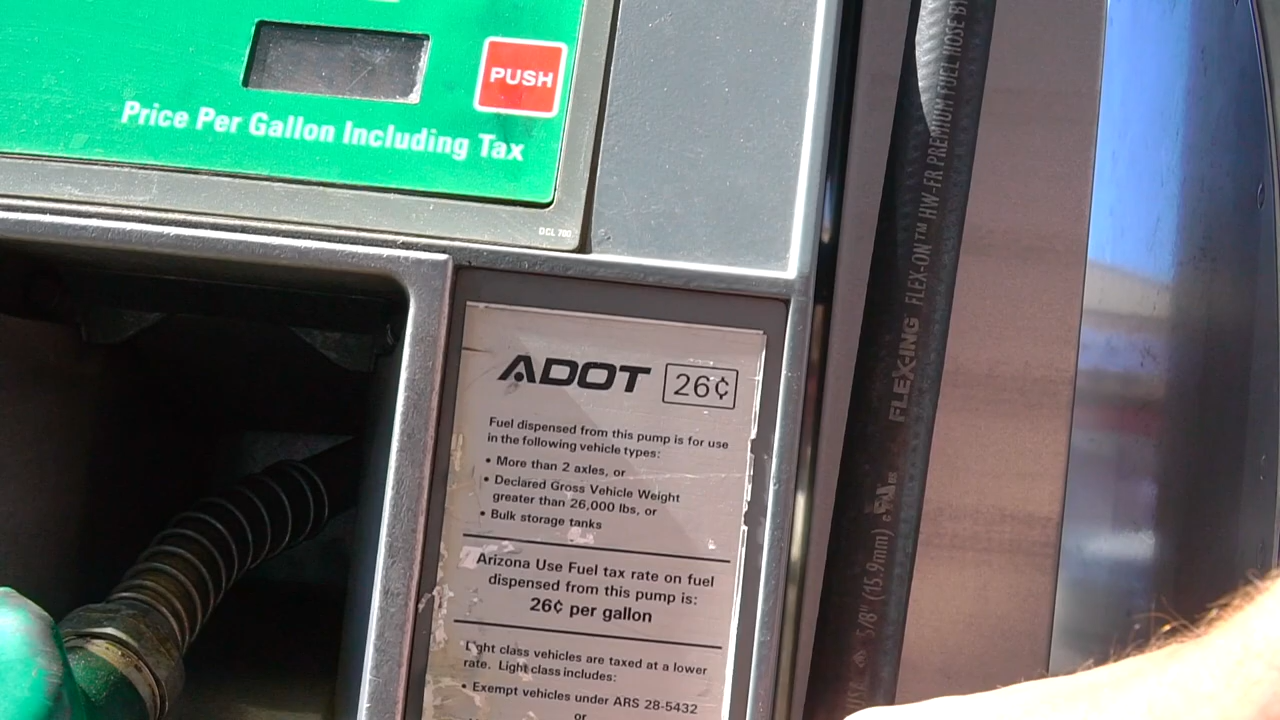 PUSH
Price Per Gallon Including Tax
DCL 700
ADOT 26¢
Fuel dispensed from this pump is for use
in the following vehicle types:
• More than 2 axles, or
• Declared Gross Vehicle Weight
greater than 26,000 lbs, or
• Bulk storage tanks
Arizona Use Fuel tax rate on fuel
dispensed from this pump is:
26¢ per gallon
Light class vehicles are taxed at a lower
rate. Light class includes:
• Exempt vehicles under ARS 28-5432
or
5/8" (15.9mm) FLEX-ING FLEX-ON™ HW-FR PREMIUM FUEL HOSE BY